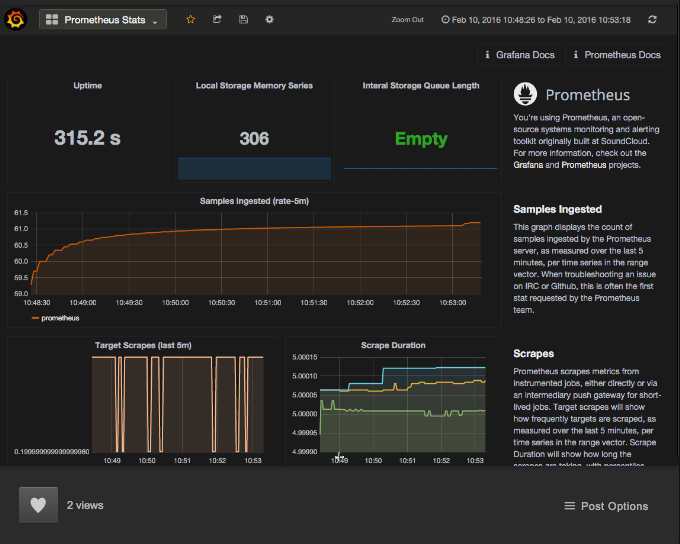 Prometheus Stats
Zoom Out
Feb 10, 2016 10:48:26 to Feb 10, 2016 10:53:18
Grafana Docs
Prometheus Docs
Uptime
315.2 s
Local Storage Memory Series
306
Interal Storage Queue Length
Empty
Prometheus
You're using Prometheus, an open-
source systems monitoring and alerting
toolkit originally built at SoundCloud.
For more information, check out the
Grafana and Prometheus projects.
Samples ingested (rate-5m)
61.5
61.0
60.5
60.0
59.5
59.0
10:48:30 10:49:00 10:49:30 10:50:00 10:50:30 10:51:00 10:51:30 10:52:00 10:52:30 10:53:00
prometheus
Samples Ingested
This graph displays the count of
samples ingested by the Prometheus
server, as measured over the last 5
minutes, per time series in the range
vector. When troubleshooting an issue
on IRC or Github, this is often the first
stat requested by the Prometheus
team.
Target Scrapes (last 5m)
10:49 10:50 10:51 10:52 10:53
Scrape Duration
5.00015
5.00010
5.00005
5.00000
4.99995
4.99990
10:49 10:50 10:51 10:52 10:53
Scrapes
Prometheus scrapes metrics from
instrumented jobs, either directly or via
an intermediary push gateway for short-
lived jobs. Target scrapes will show
how frequently targets are scraped, as
measured over the last 5 minutes, per
time series in the range vector. Scrape
Duration will show how long the
scrapes are taking, with percentiles
2 views
Post Options